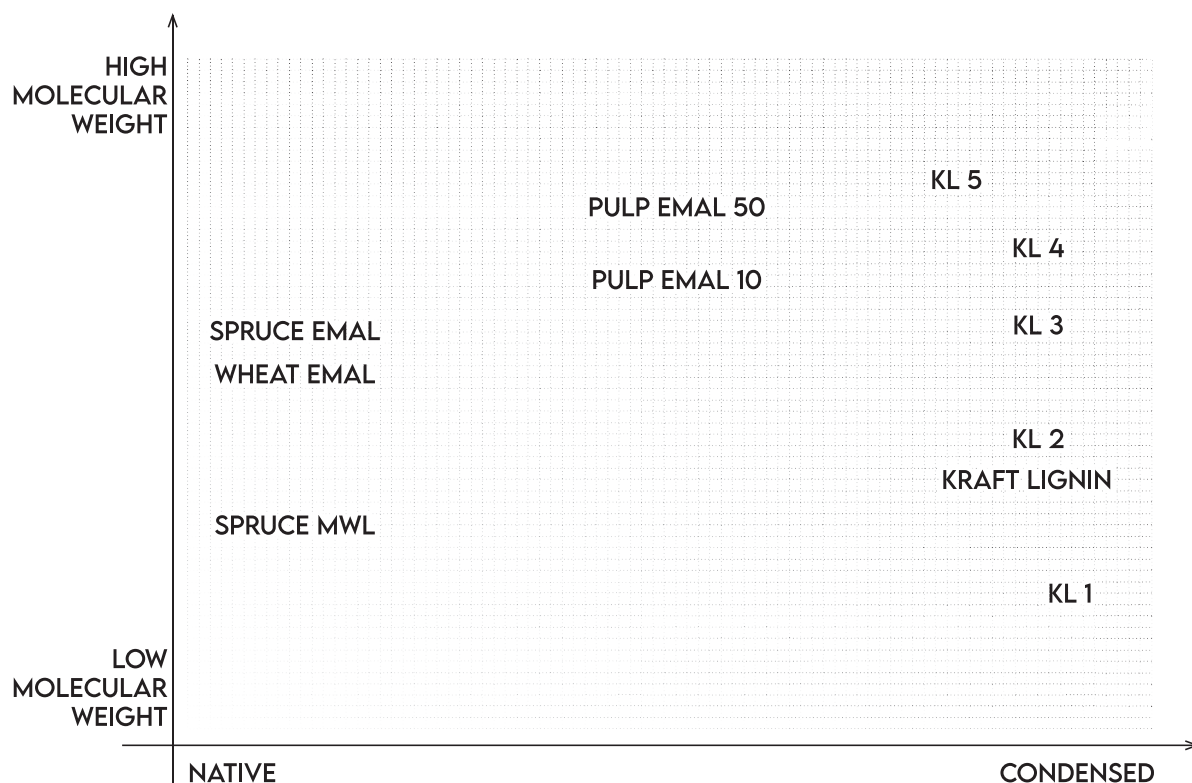 HIGH
MOLECULAR
WEIGHT
KL 5
PULP EMAL 50
KL 4
PULP EMAL 10
KL 3
SPRUCE EMAL
WHEAT EMAL
KL 2
KRAFT LIGNIN
SPRUCE MWL
KL 1
LOW
MOLECULAR
WEIGHT
NATIVE
CONDENSED